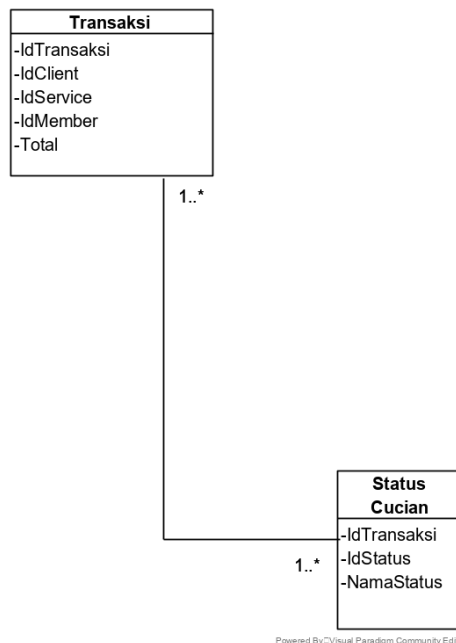 Transaksi
-IdTransaksi
-IdClient
-IdService
-IdMember
-Total
1..*
Status
Cucian
-IdTransaksi
-IdStatus
-NamaStatus
1..*
Powered By Visual Paradigm Community Edi